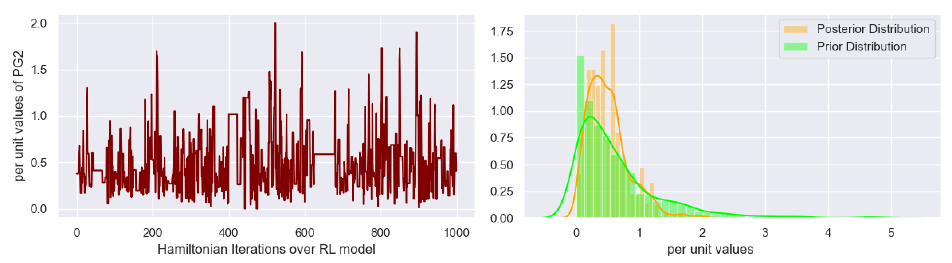 per unit values of PG2
2.0
1.5
1.0
0.5
0.0
0 200 400 600 800 1000
Hamiltonian Iterations over RL model
1.75
1.50
1.25
1.00
0.75
0.50
0.25
0.00
0 1 2 3 4 5
per unit values
Posterior Distribution
Prior Distribution